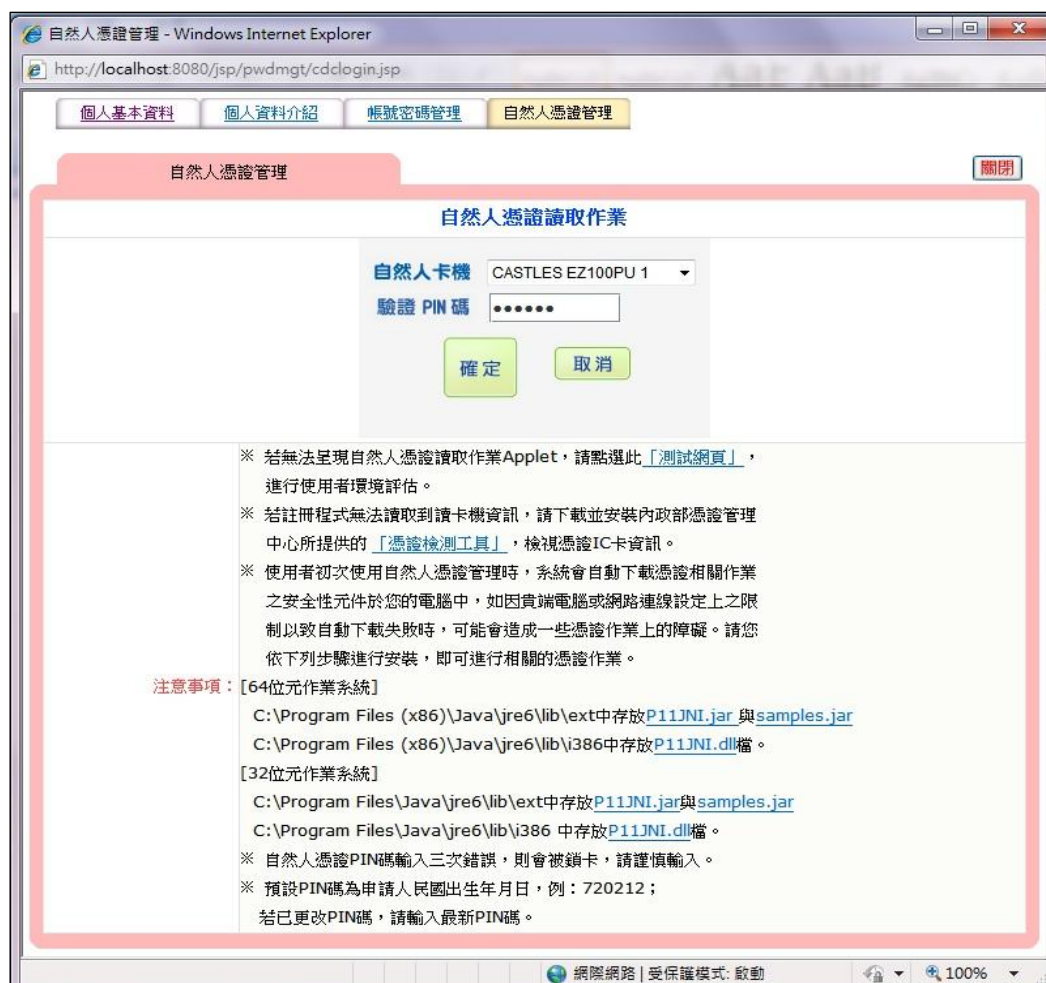 自然人憑證管理 - Windows Internet Explorer
http://localhost:8080/jsp/pwdmgt/cdclogin.jsp
個人基本資料 個人資料介紹 帳號密碼管理 自然人憑證管理
自然人憑證管理 關閉
自然人憑證讀取作業
自然人卡機 CASTLES EZ100PU 1
驗證 PIN 碼 ••••••
確定 取消
※ 若無法呈現自然人憑證讀取作業Applet,請點選此「測試網頁」,
進行使用者環境評估。
※ 若註冊程式無法讀取到讀卡機資訊,請下載並安裝內政部憑證管理
中心所提供的「憑證檢測工具」,檢視憑證IC卡資訊。
※ 使用者初次使用自然人憑證管理時,系統會自動下載憑證相關作業
之安全性元件於您的電腦中,如因貴端電腦或網路連線設定上之限
制以致自動下載失敗時,可能會造成一些憑證作業上的障礙。請您
依下列步驟進行安裝,即可進行相關的憑證作業。
注意事項:[64位元作業系統]
C:\Program Files (x86)\Java\jre6\lib\ext中存放P11JNI.jar 與samples.jar
C:\Program Files (x86)\Java\jre6\lib\i386中存放P11JNI.dll檔。
[32位元作業系統]
C:\Program Files\Java\jre6\lib\ext中存放P11JNI.jar與samples.jar
C:\Program Files\Java\jre6\lib\i386 中存放P11JNI.dll檔。
※ 自然人憑證PIN碼輸入三次錯誤,則會被鎖卡,請謹慎輸入。
※ 預設PIN碼為申請人民國出生年月日,例:720212;
若已更改PIN碼,請輸入最新PIN碼。
網際網路 | 受保護模式: 啟動 100%